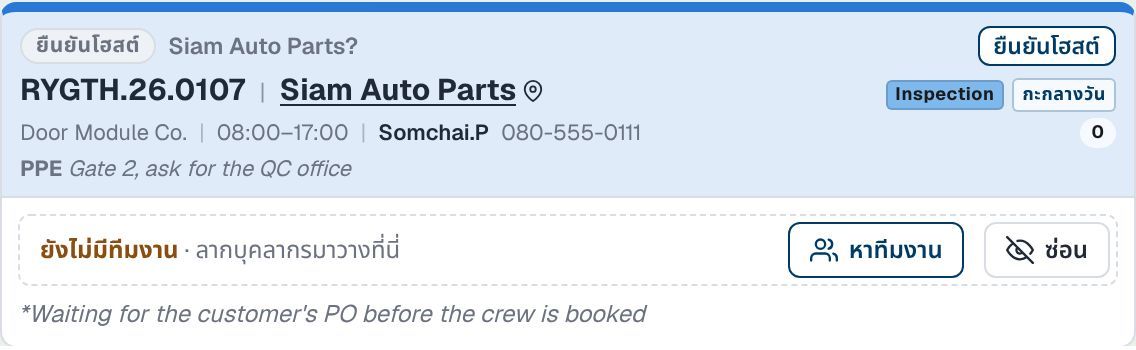 ยืนยันโฮสต์ Siam Auto Parts? ยืนยันโฮสต์
RYGTH.26.0107 | Siam Auto Parts Inspection กะกลางวัน
Door Module Co. | 08:00–17:00 | Somchai.P 080-555-0111 0
PPE Gate 2, ask for the QC office
ยังไม่มีทีมงาน · ลากบุคลากรมาวางที่นี่ หาทีมงาน ซ่อน
*Waiting for the customer's PO before the crew is booked